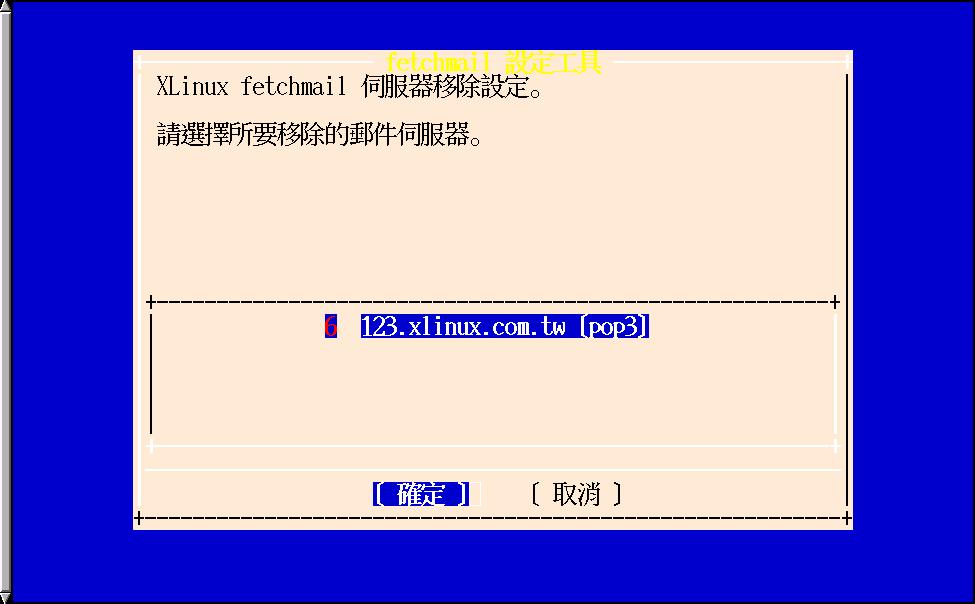 fetchmail 設定工具
XLinux fetchmail 伺服器移除設定。
請選擇所要移除的郵件伺服器。
6 123.xlinux.com.tw [pop3]
[ 確定 ] [ 取消 ]